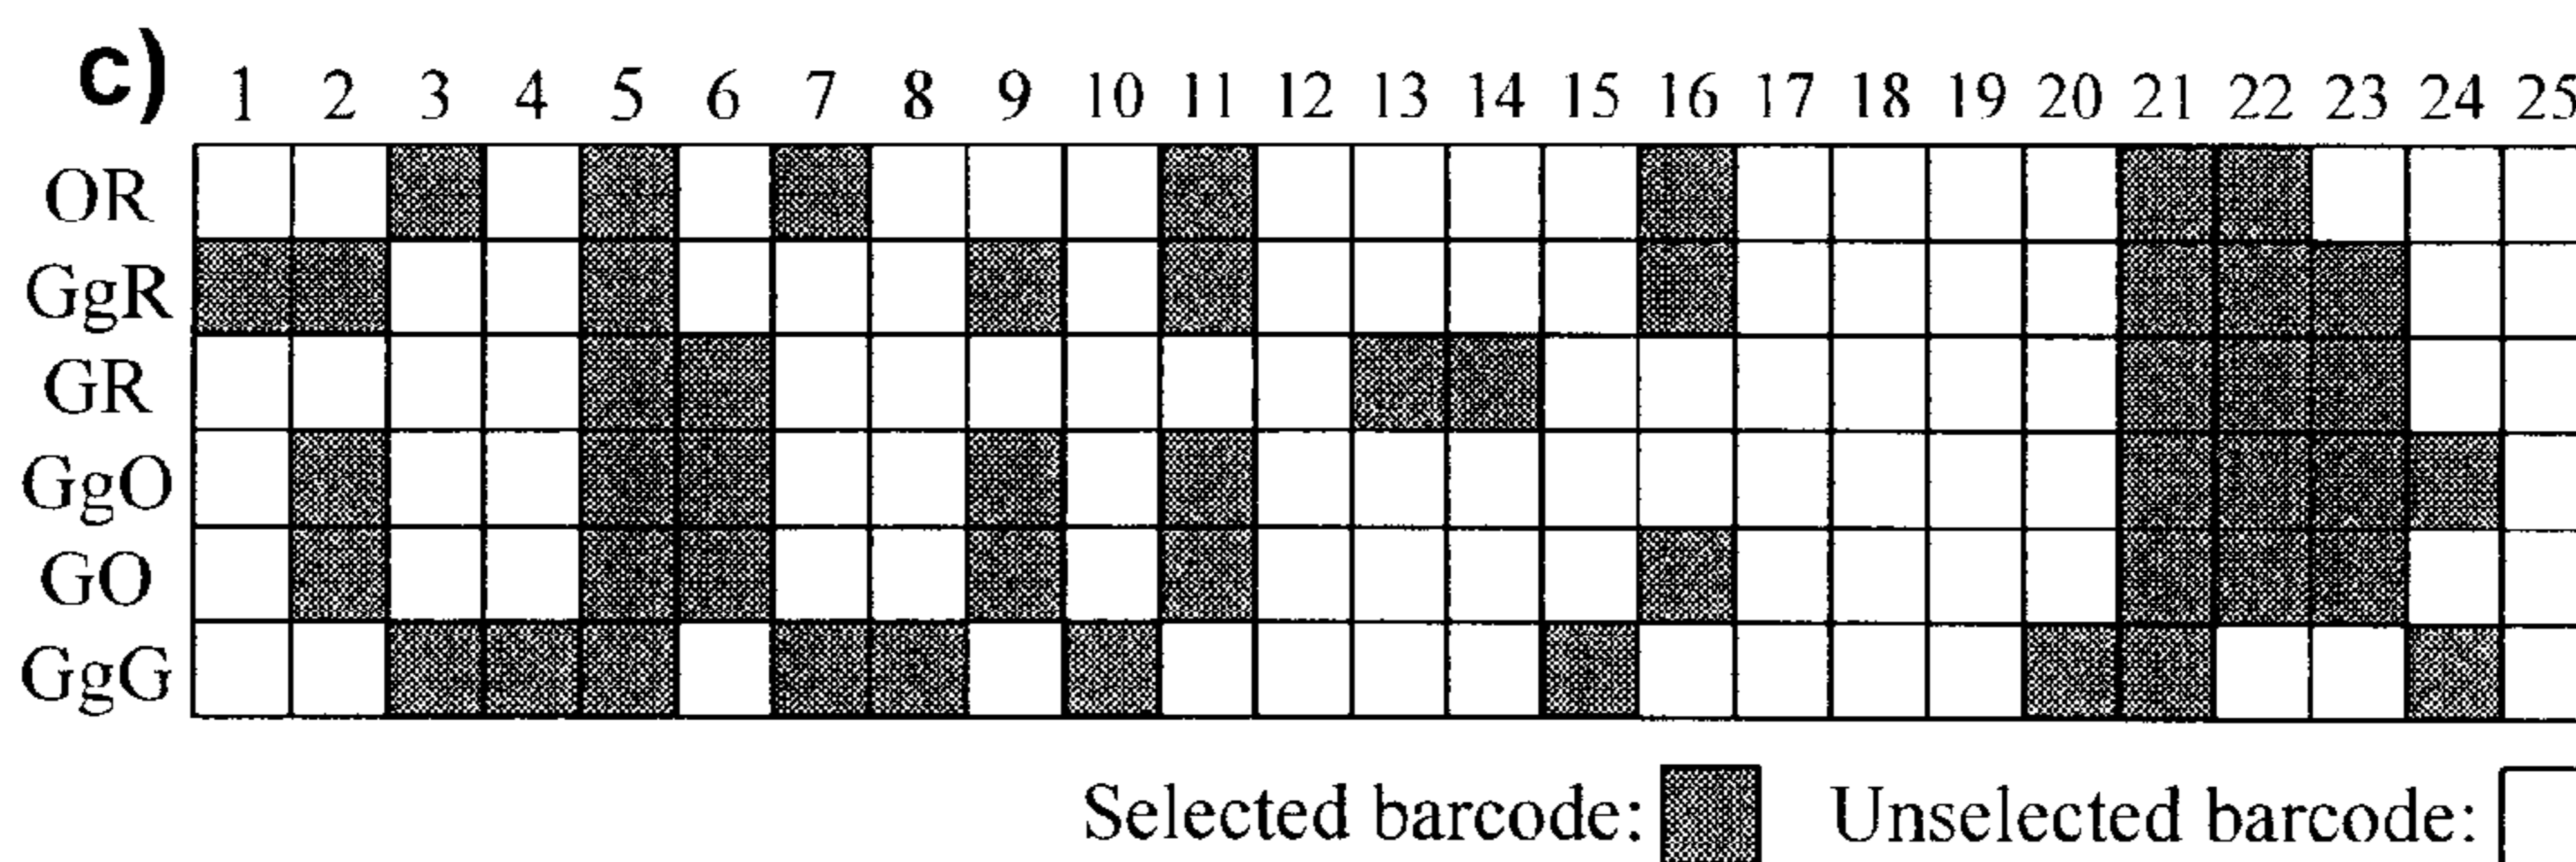 c)
1 2 3 4 5 6 7 8 9 10 11 12 13 14 15 16 17 18 19 20 21 22 23 24 25
OR
GgR
GR
GgO
GO
GgG
Selected barcode: Unselected barcode: